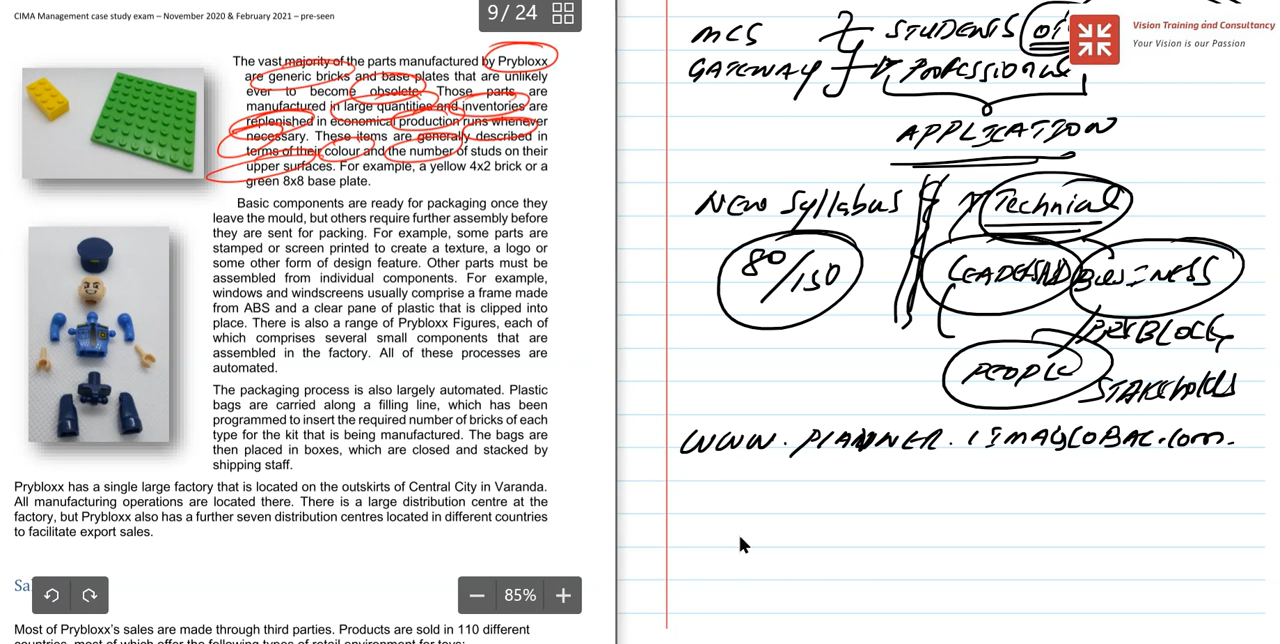 CIMA Management case study exam – November 2020 & February 2021 – pre-seen
9/ 24
The vast majority of the parts manufactured by Prybloxx
are generic bricks and base plates that are unlikely
ever to become obsolete. Those parts are
manufactured in large quantities and inventories are
replenished in economical production runs whenever
necessary. These items are generally described in
terms of their colour and the number of studs on their
upper surfaces. For example, a yellow 4x2 brick or a
green 8x8 base plate.
Basic components are ready for packaging once they
leave the mould, but others require further assembly before
they are sent for packing. For example, some parts are
stamped or screen printed to create a texture, a logo or
some other form of design feature. Other parts must be
assembled from individual components. For example,
windows and windscreens usually comprise a frame made
from ABS and a clear pane of plastic that is clipped into
place. There is also a range of Prybloxx Figures, each of
which comprises several small components that are
assembled in the factory. All of these processes are
automated.
The packaging process is also largely automated. Plastic
bags are carried along a filling line, which has been
programmed to insert the required number of bricks of each
type for the kit that is being manufactured. The bags are
then placed in boxes, which are closed and stacked by
shipping staff.
Prybloxx has a single large factory that is located on the outskirts of Central City in Varanda.
All manufacturing operations are located there. There is a large distribution centre at the
factory, but Prybloxx also has a further seven distribution centres located in different countries
to facilitate export sales.
Sa
85%
Most of Prybloxx's sales are made through third parties. Products are sold in 110 different
countries, most of which offer the following types of retail environment for toys:
MCS STUDENTS
GATEWAY PROFESSIONALS
APPLICATION
Vision Training and Consultancy
Your Vision is our Passion
New Syllabus Technical
80/150 LEADERSHIP BUSINESS
PRYBLOCX
PEOPLE
STAKEHOLDERS
WWW.PLANNER.CIMAGLOBAL.com.